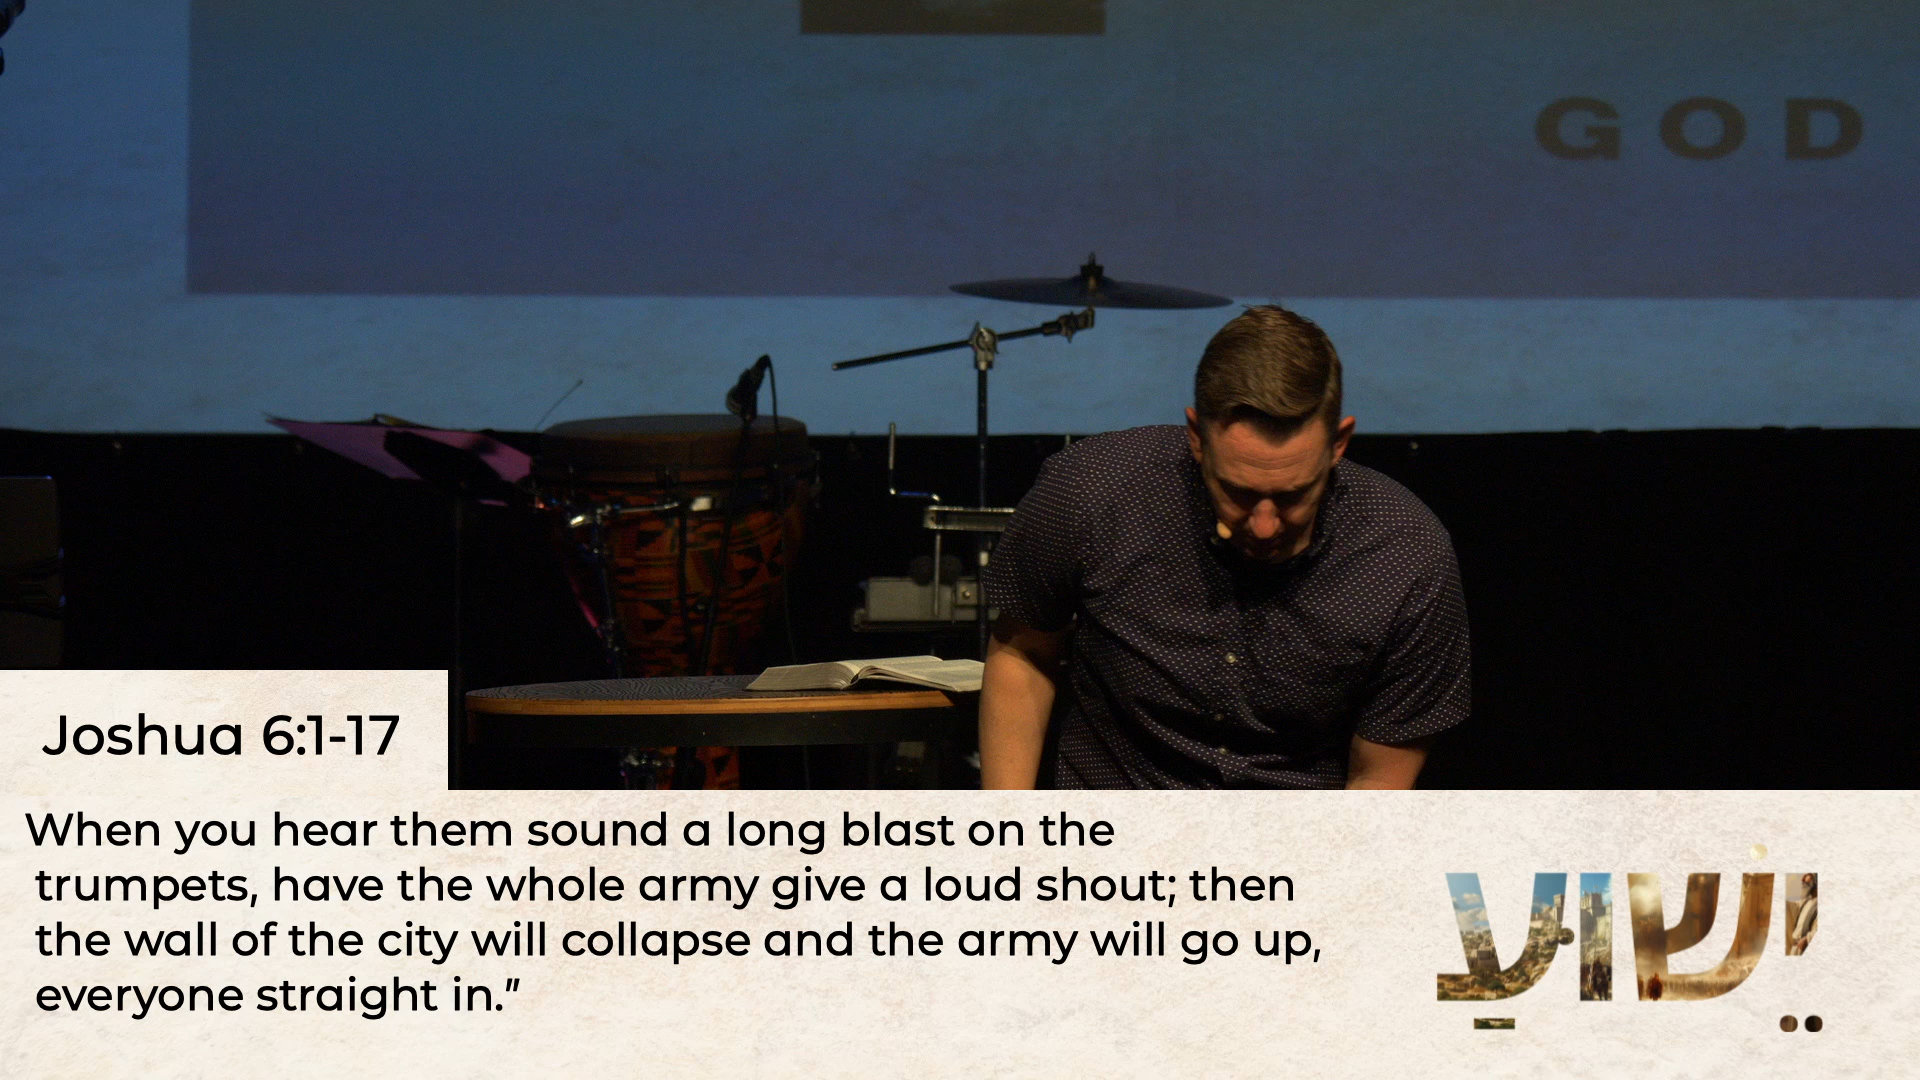 GOD
Joshua 6:1-17
When you hear them sound a long blast on the
trumpets, have the whole army give a loud shout; then
the wall of the city will collapse and the army will go up,
everyone straight in.”
יֵשׁוּעַ